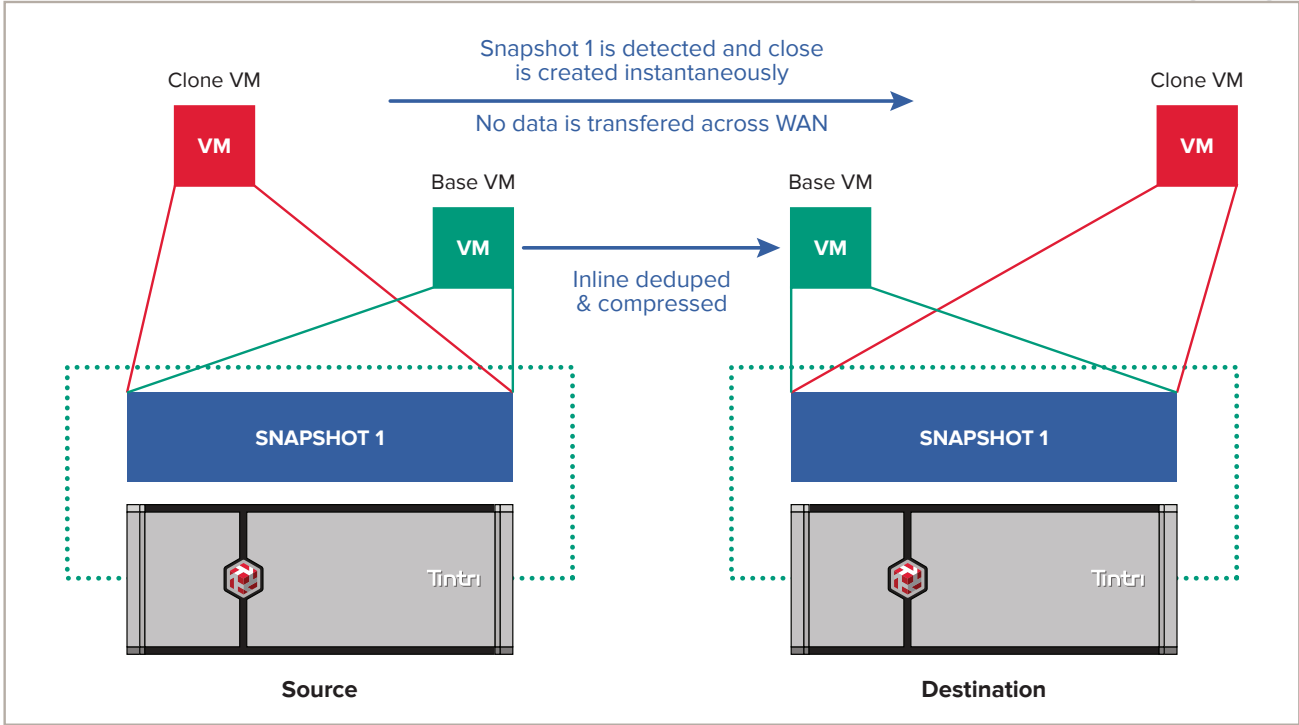 Snapshot 1 is detected and close
is created instantaneously
No data is transfered across WAN
Clone VM
VM
Clone VM
VM
Base VM
VM
Base VM
VM
Inline deduped
& compressed
SNAPSHOT 1
SNAPSHOT 1
Tintri
Tintri
Source
Destination